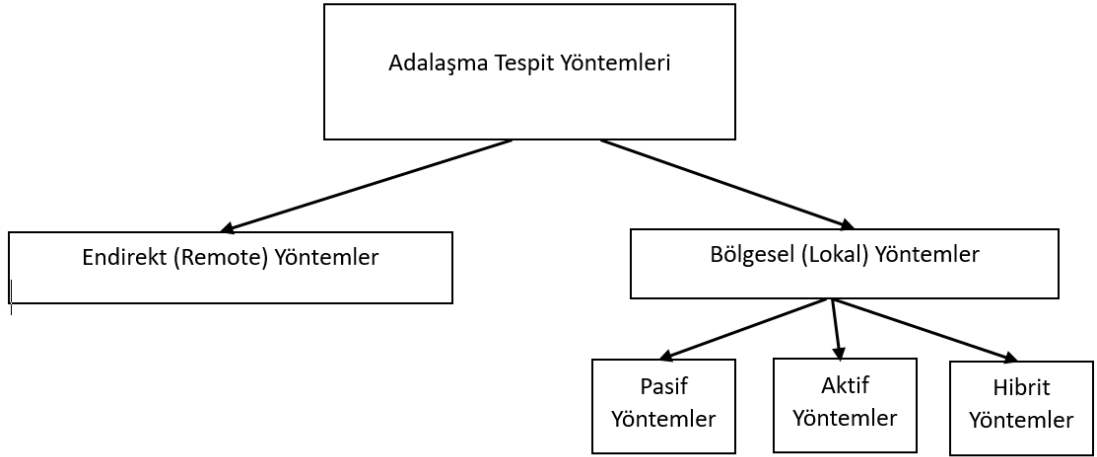 Adalaşma Tespit Yöntemleri
Endirekt (Remote) Yöntemler
Bölgesel (Lokal) Yöntemler
Pasif
Yöntemler
Aktif
Yöntemler
Hibrit
Yöntemler